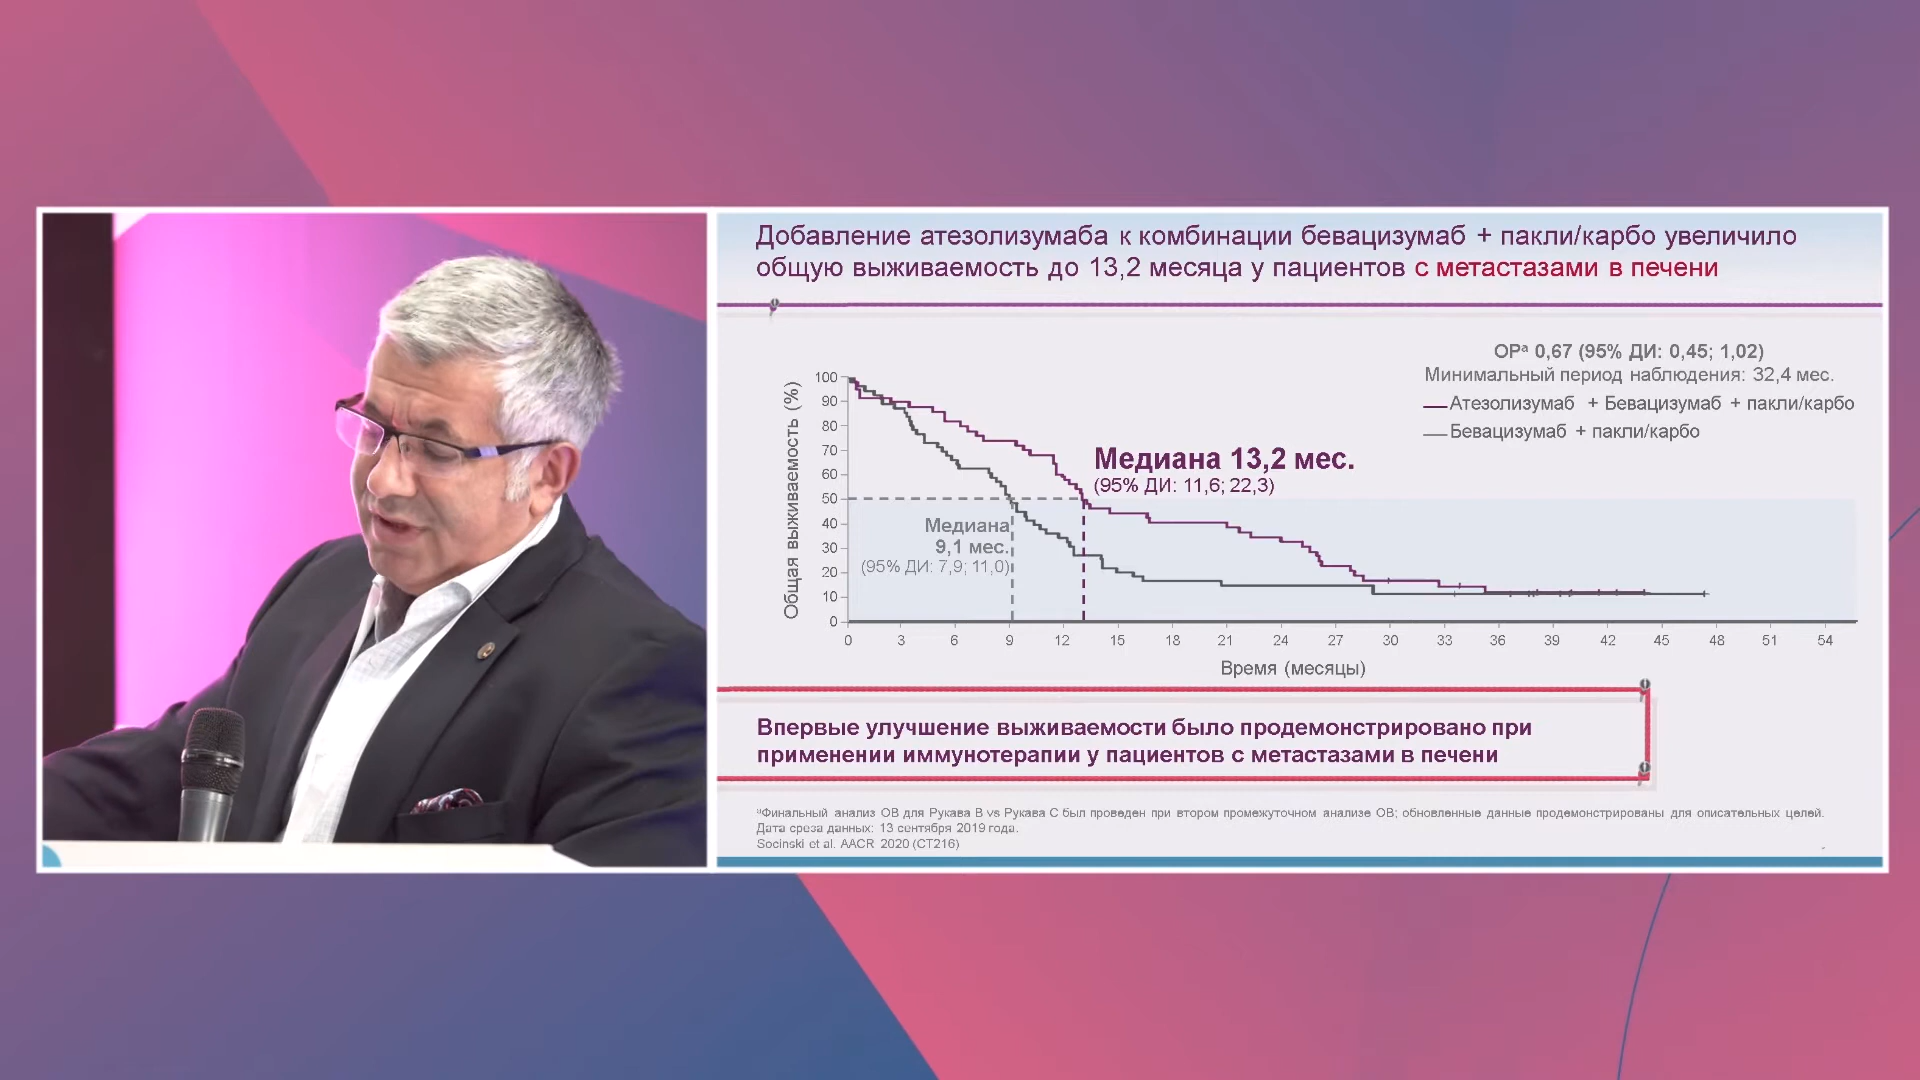 Добавление атезолизумаба к комбинации бевацизумаб + пакли/карбо увеличило
общую выживаемость до 13,2 месяца у пациентов с метастазами в печени
ОРª 0,67 (95% ДИ: 0,45; 1,02)
Минимальный период наблюдения: 32,4 мес.
Атезолизумаб + Бевацизумаб + пакли/карбо
Бевацизумаб + пакли/карбо
Общая выживаемость (%)
100
90
80
70
60
50
40
30
20
10
0
Медиана 13,2 мес.
(95% ДИ: 11,6; 22,3)
Медиана
9,1 мес.
(95% ДИ: 7,9; 11,0)
0 3 6 9 12 15 18 21 24 27 30 33 36 39 42 45 48 51 54
Время (месяцы)
Впервые улучшение выживаемости было продемонстрировано при
применении иммунотерапии у пациентов с метастазами в печени
ªФинальный анализ ОВ для Рукава B vs Рукава C был проведен при втором промежуточном анализе ОВ; обновленные данные продемонстрированы для описательных целей.
Дата среза данных: 13 сентября 2019 года.
Socinski et al. AACR 2020 (CT216)